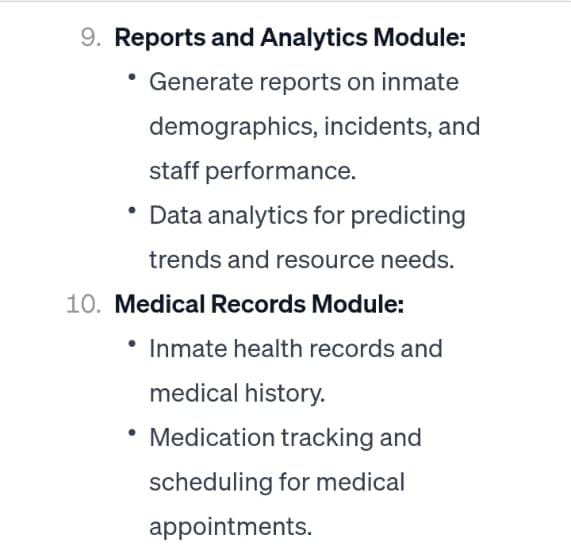 9. Reports and Analytics Module:
• Generate reports on inmate
demographics, incidents, and
staff performance.
• Data analytics for predicting
trends and resource needs.
10. Medical Records Module:
• Inmate health records and
medical history.
• Medication tracking and
scheduling for medical
appointments.